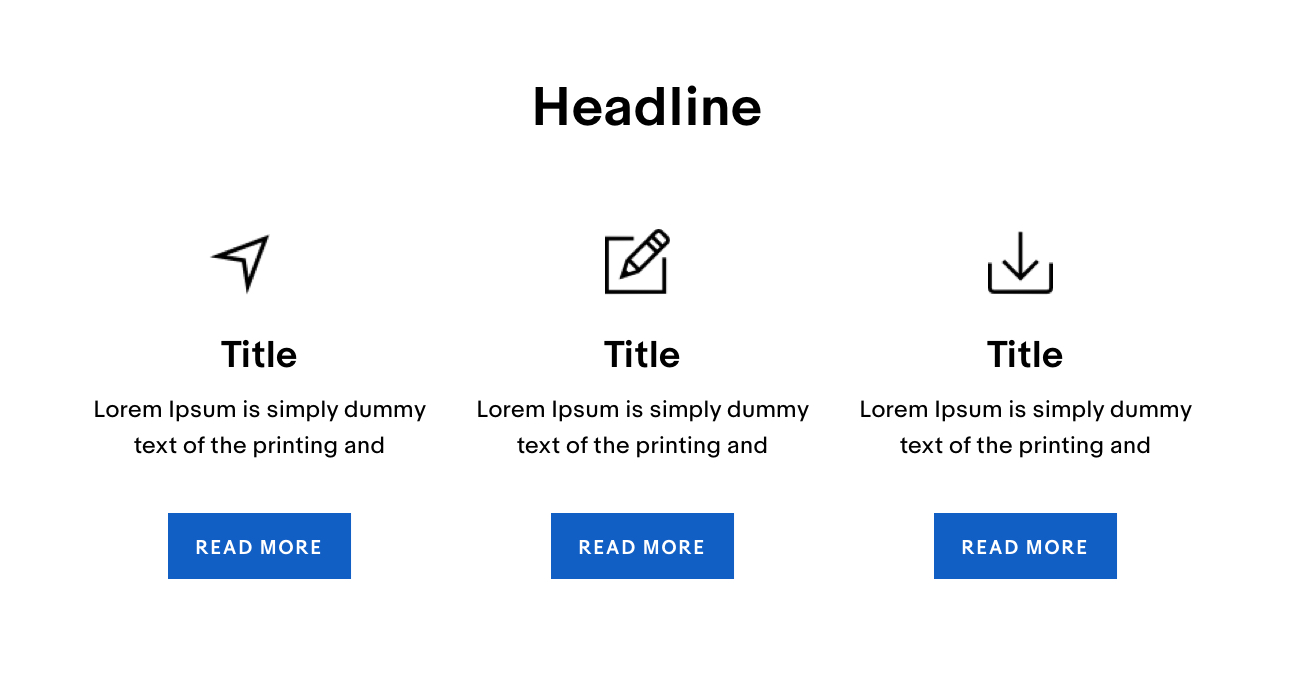 Headline
Title
Lorem Ipsum is simply dummy
text of the printing and
READ MORE
Title
Lorem Ipsum is simply dummy
text of the printing and
READ MORE
Title
Lorem Ipsum is simply dummy
text of the printing and
READ MORE